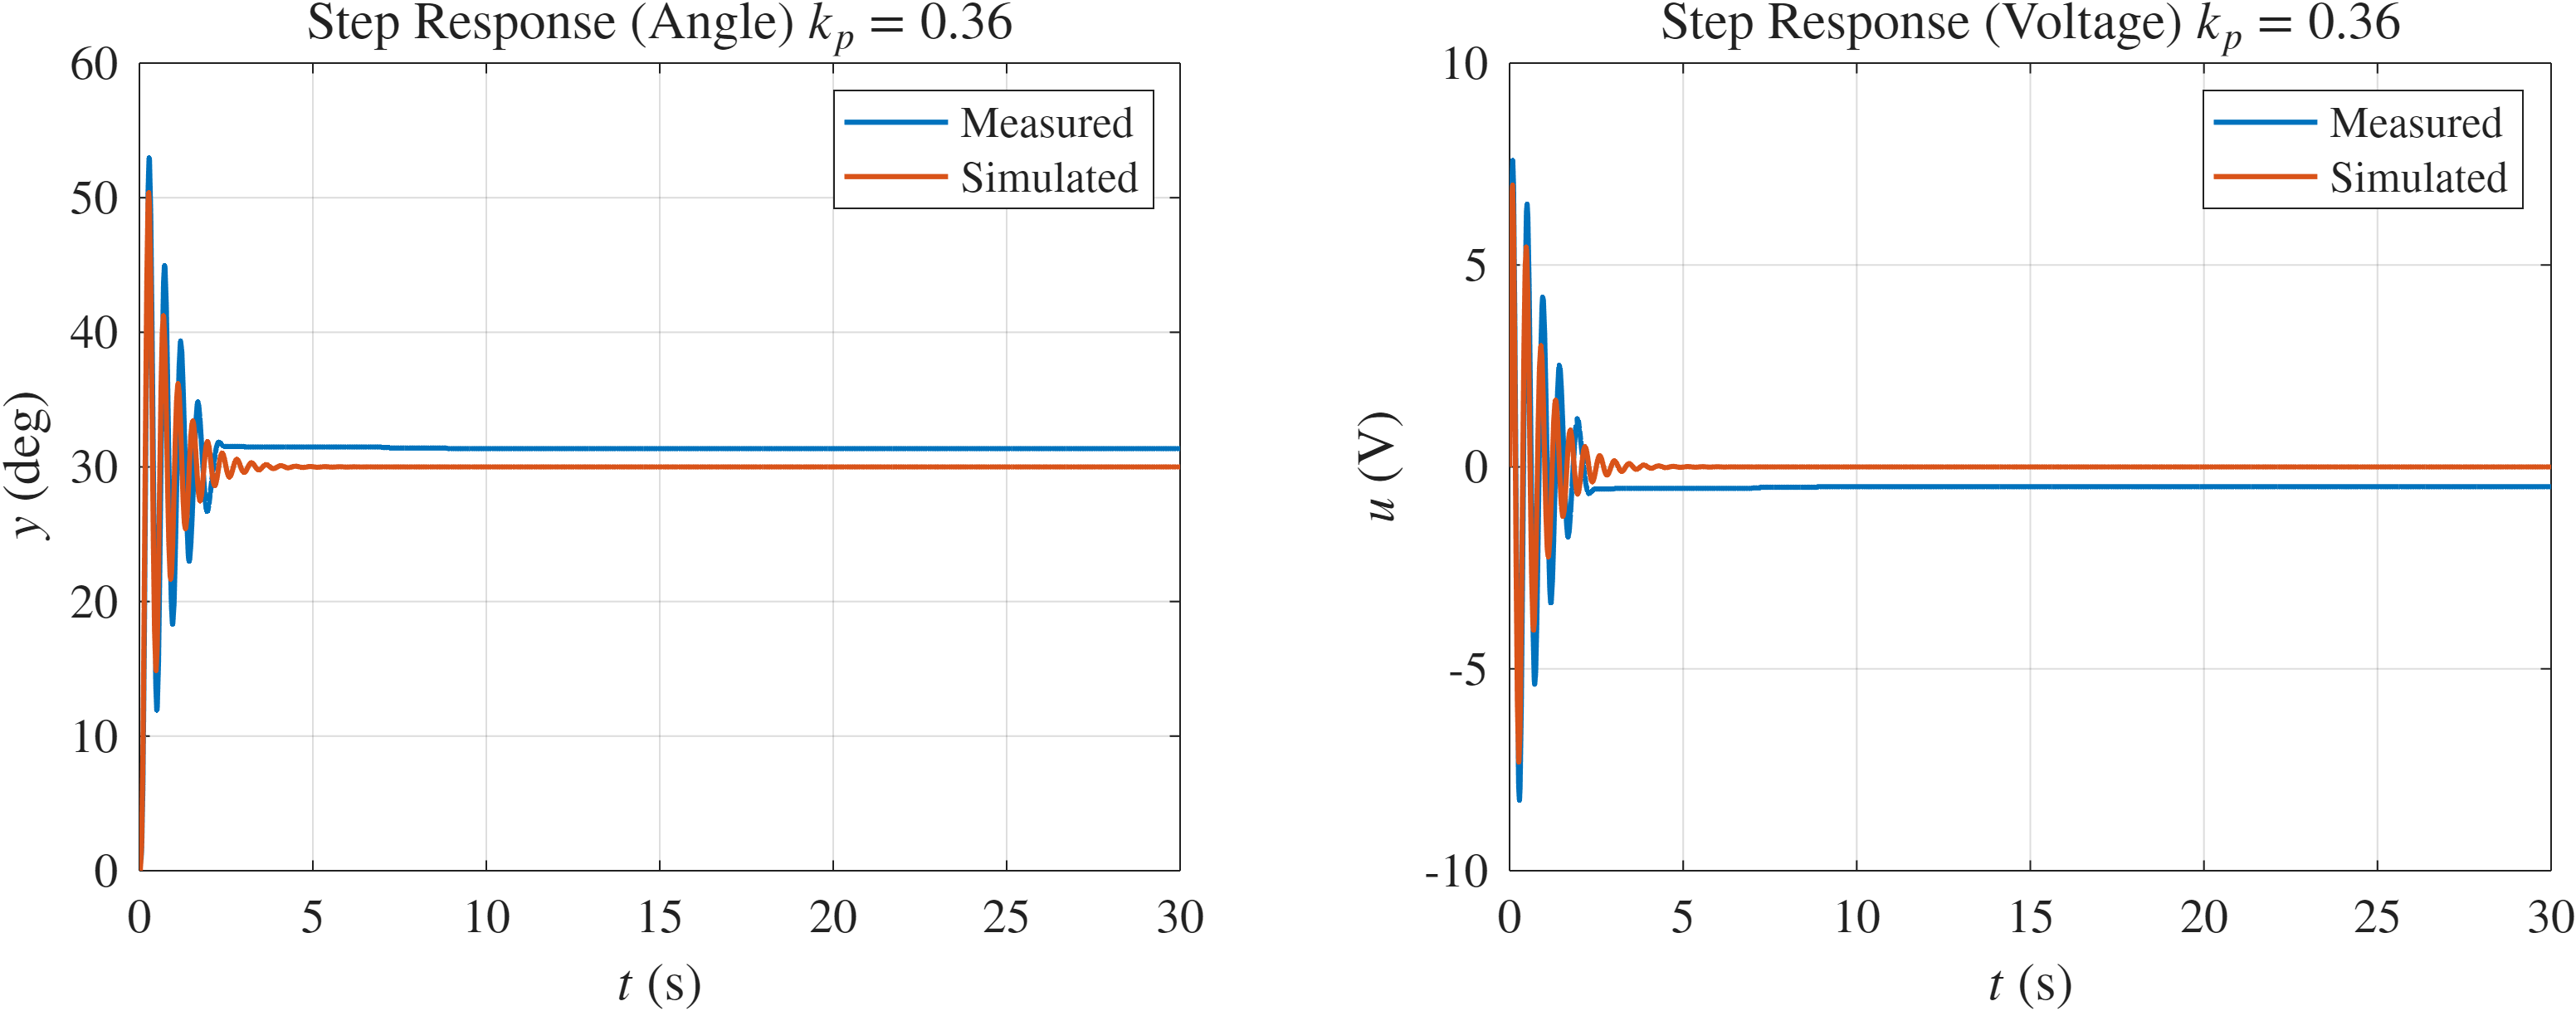 Step Response (Angle) k_p = 0.36
60
50
40
30
20
10
0
y (deg)
0 5 10 15 20 25 30
t (s)
Measured
Simulated
Step Response (Voltage) k_p = 0.36
10
5
0
-5
-10
u (V)
0 5 10 15 20 25 30
t (s)
Measured
Simulated